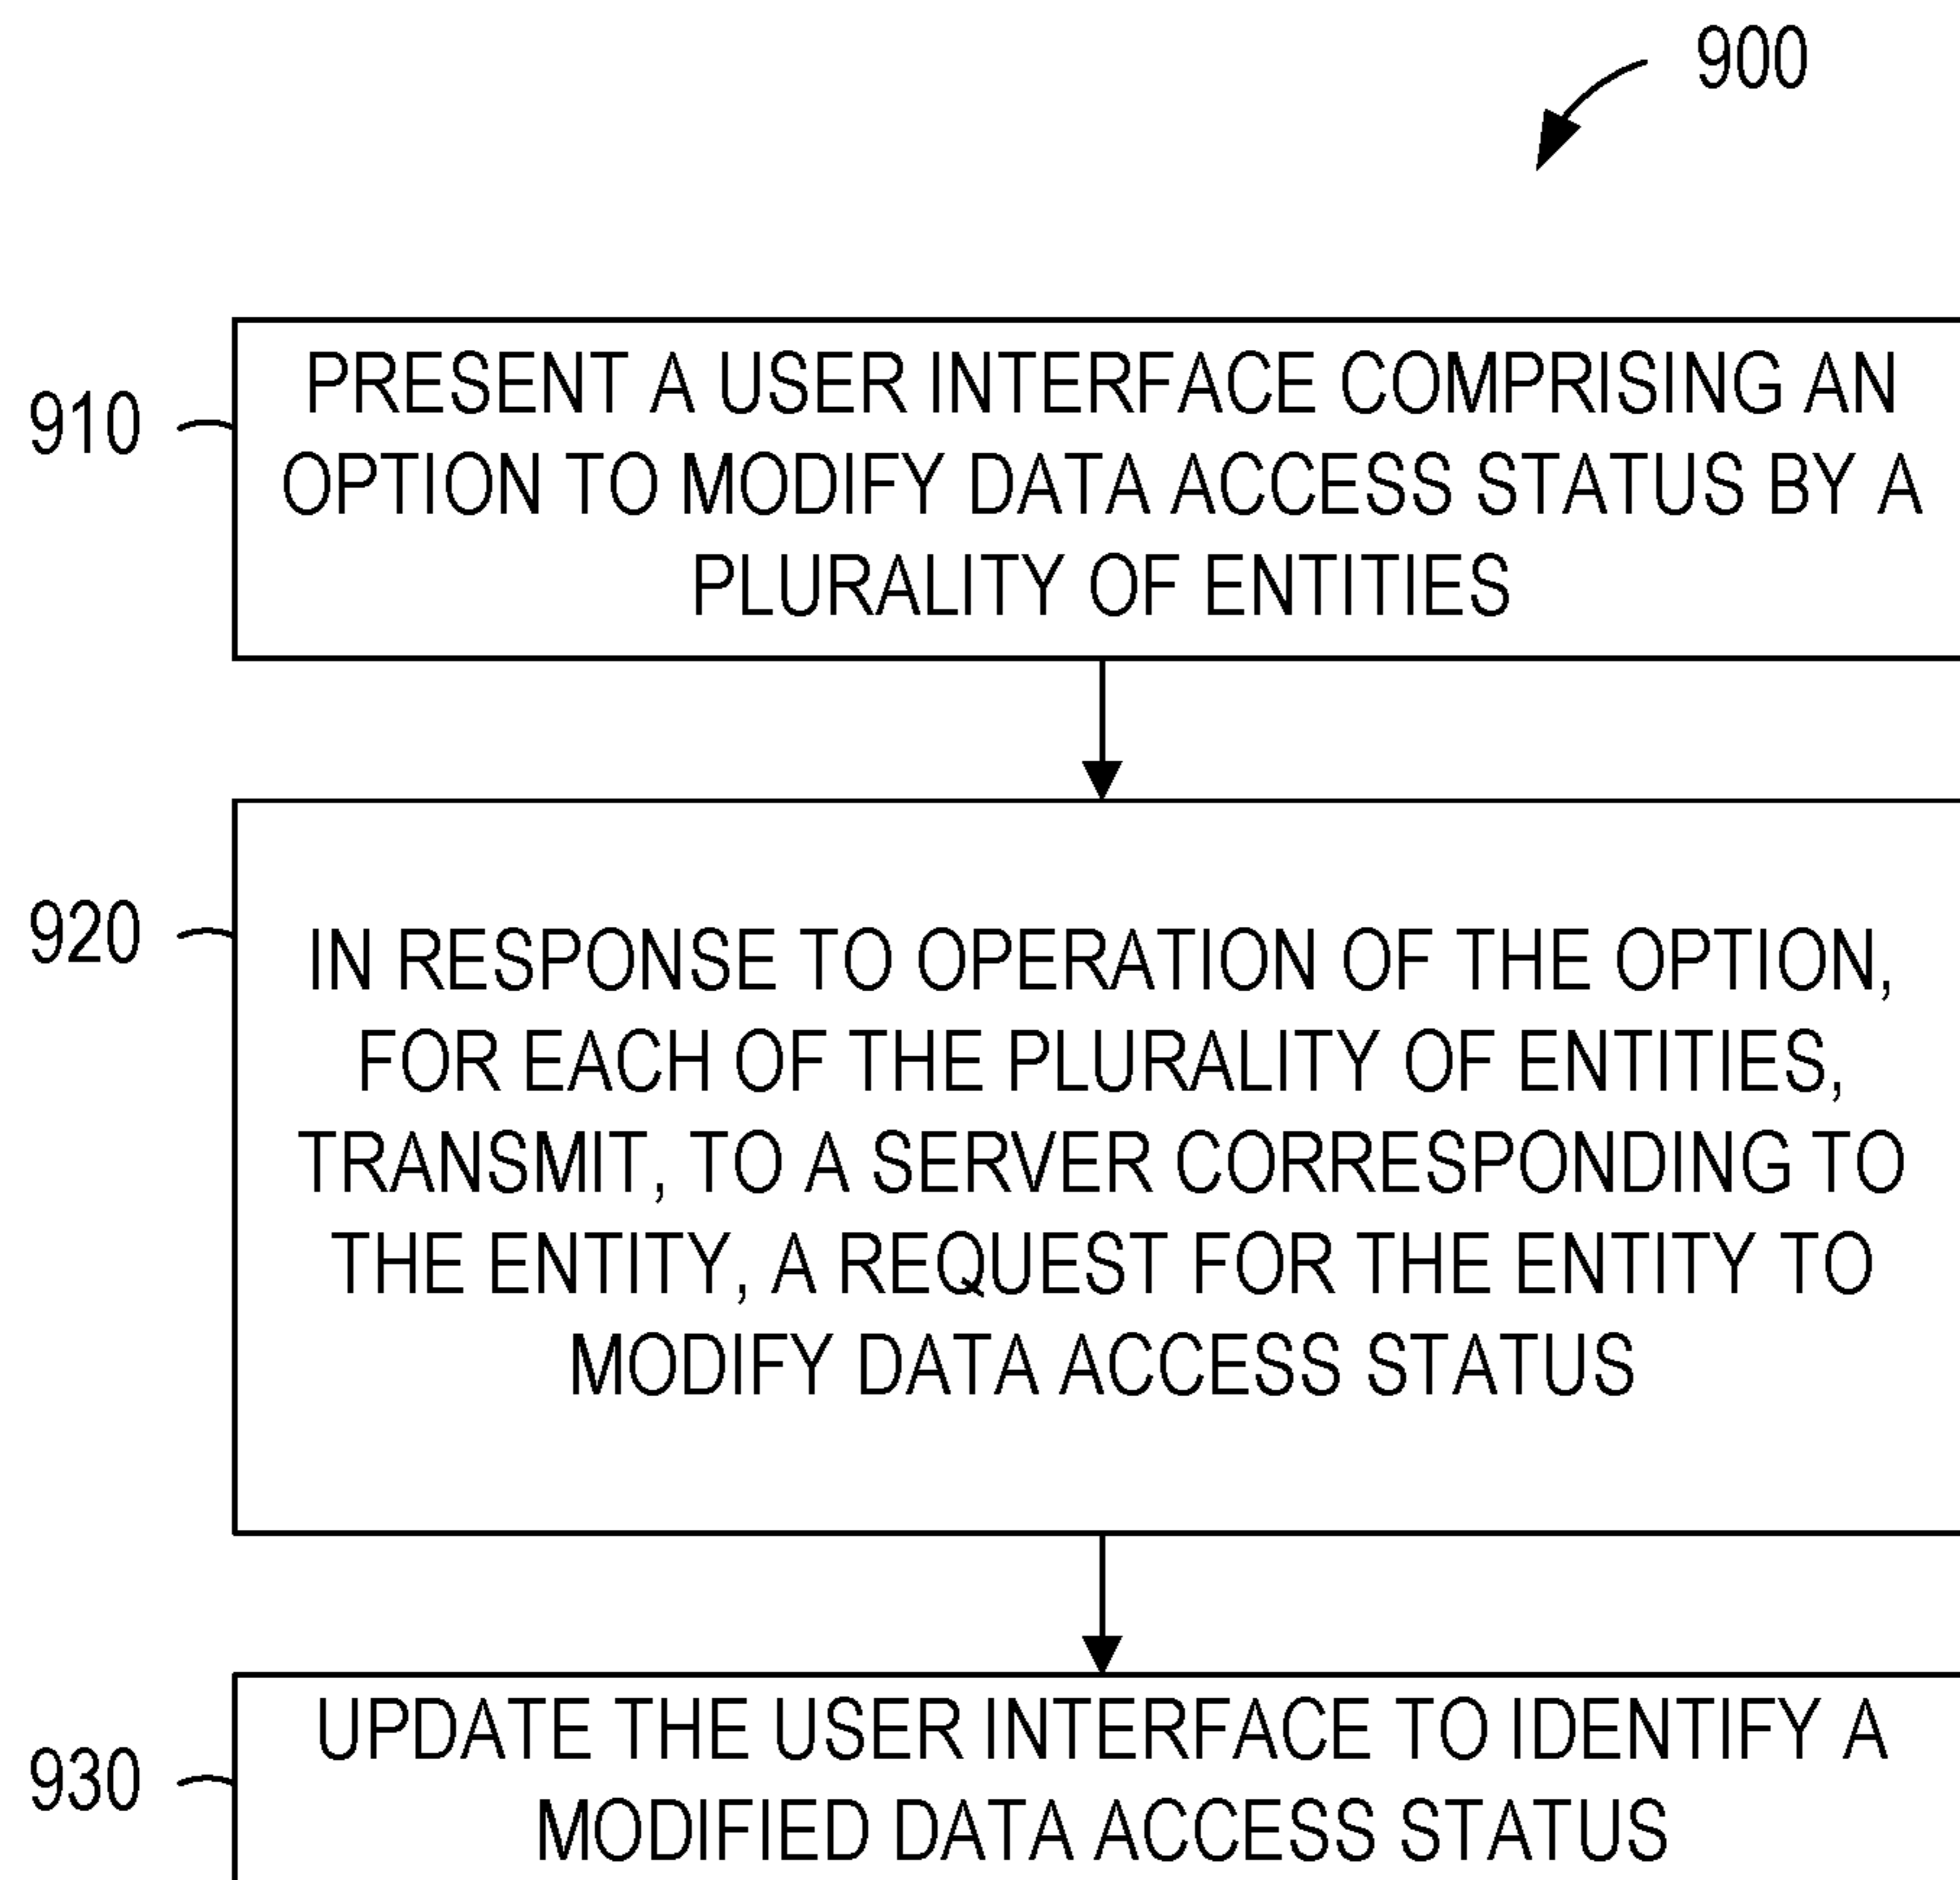 900
910
PRESENT A USER INTERFACE COMPRISING AN
OPTION TO MODIFY DATA ACCESS STATUS BY A
PLURALITY OF ENTITIES
920
IN RESPONSE TO OPERATION OF THE OPTION,
FOR EACH OF THE PLURALITY OF ENTITIES,
TRANSMIT, TO A SERVER CORRESPONDING TO
THE ENTITY, A REQUEST FOR THE ENTITY TO
MODIFY DATA ACCESS STATUS
930
UPDATE THE USER INTERFACE TO IDENTIFY A
MODIFIED DATA ACCESS STATUS